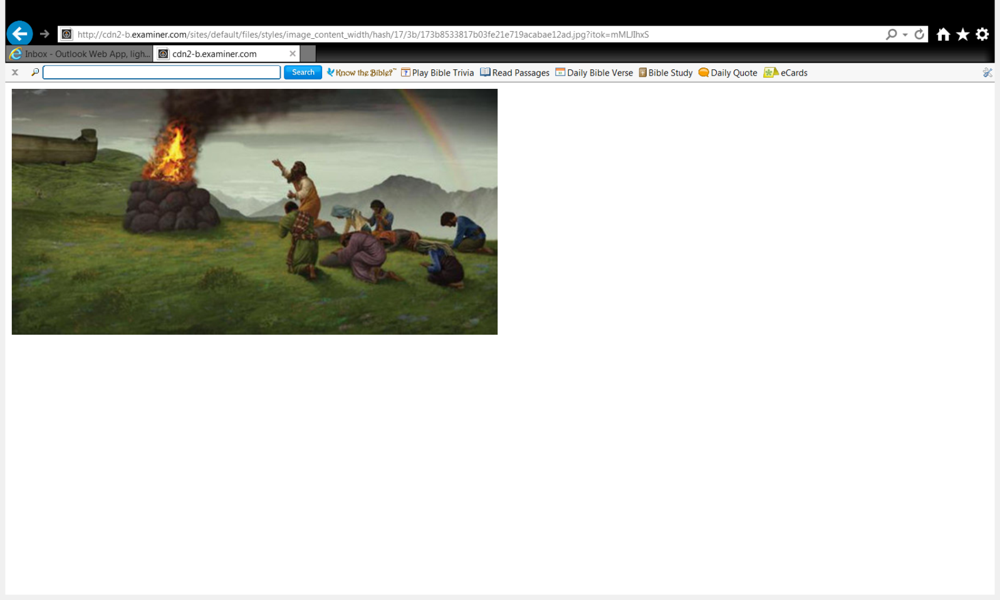 http://cdn2-b.examiner.com/sites/default/files/styles/image_content_width/hash/17/3b/173b8533817b03fe21e719acabae12ad.jpg?itok=mMLJIhxS
Inbox - Outlook Web App, ligh... cdn2-b.examiner.com
Search Know the Bible?™ Play Bible Trivia Read Passages Daily Bible Verse Bible Study Daily Quote eCards